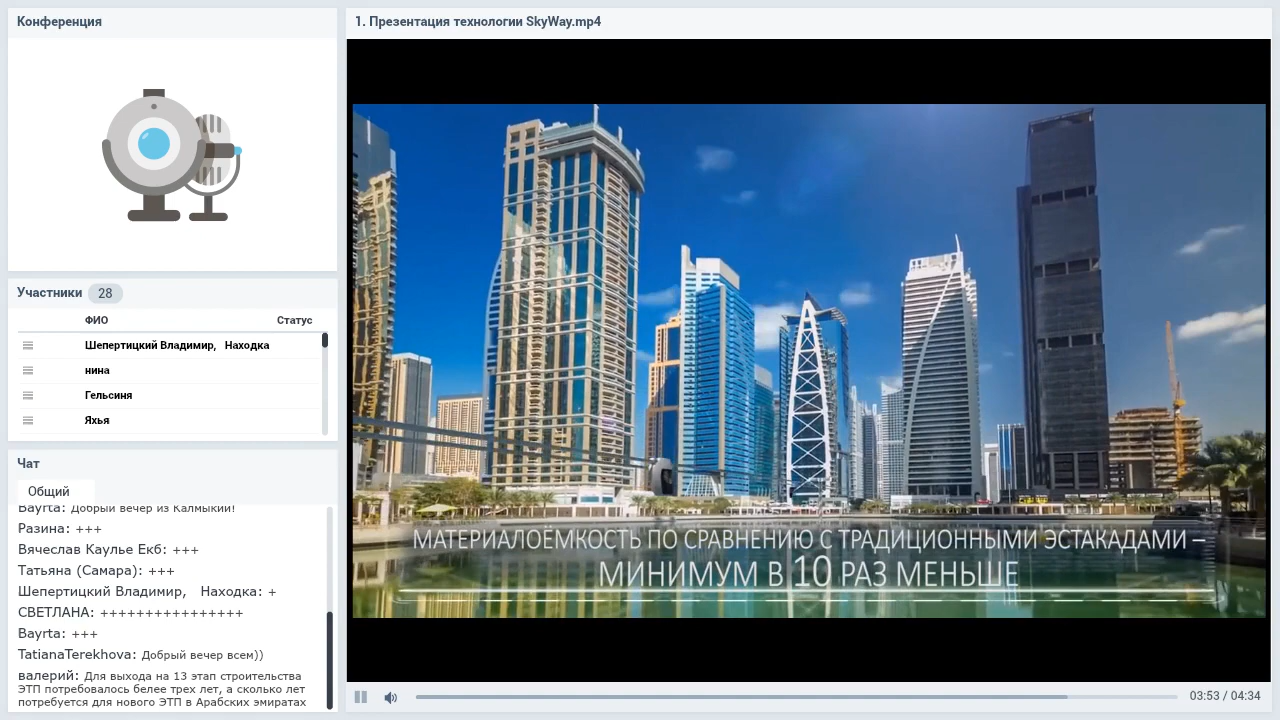 Конференция
1. Презентация технологии SkyWay.mp4
Участники 28
ФИО Статус
Шепертицкий Владимир, Находка
нина
Гельсиня
Яхья
Чат
Общий
Bayrta: Добрый вечер из Калмыкии!
Разина: +++
Вячеслав Каулье Екб: +++
Татьяна (Самара): +++
Шепертицкий Владимир, Находка: +
СВЕТЛАНА: ++++++++++++++++
Bayrta: +++
TatianaTerekhova: Добрый вечер всем))
валерий: Для выхода на 13 этап строительства
ЭТП потребовалось более трех лет, а сколько лет
потребуется для нового ЭТП в Арабских эмиратах
МАТЕРИАЛОЁМКОСТЬ ПО СРАВНЕНИЮ С ТРАДИЦИОННЫМИ ЭСТАКАДАМИ –
МИНИМУМ В 10 РАЗ МЕНЬШЕ
03:53 / 04:34